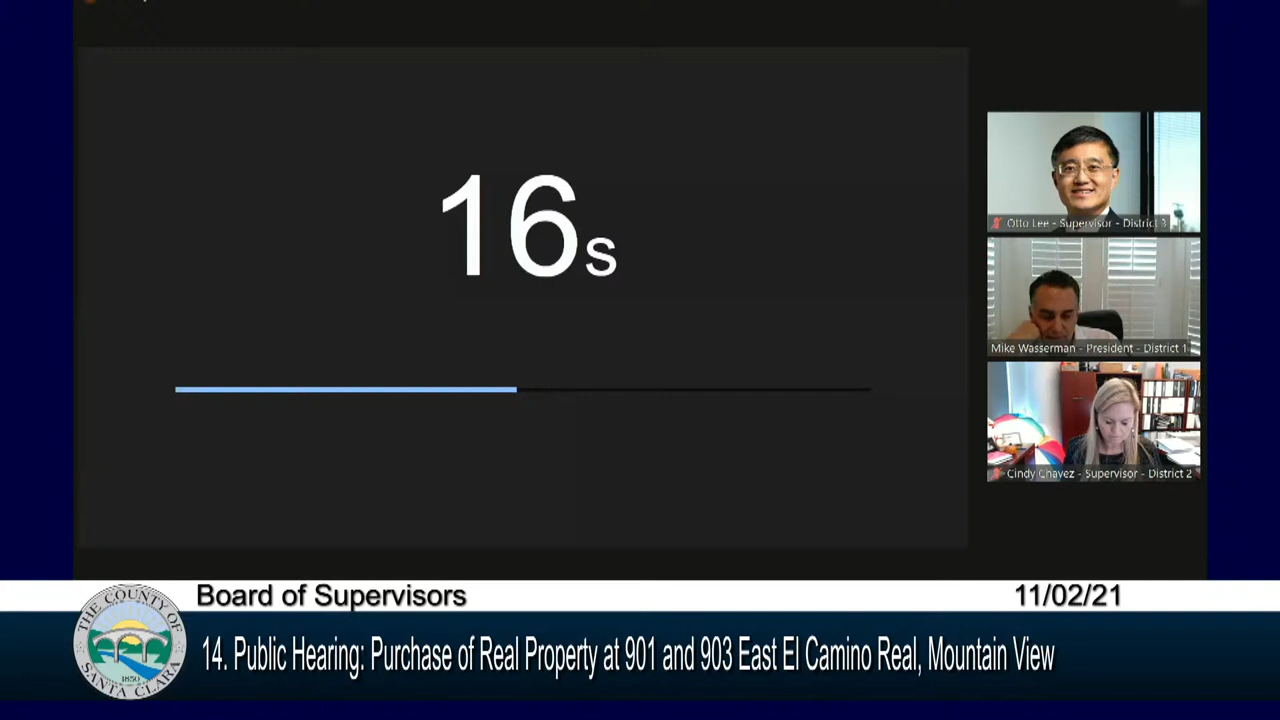 16s
Otto Lee - Supervisor - District 3
Mike Wasserman - President - District 1
Cindy Chavez - Supervisor - District 2
Board of Supervisors
11/02/21
THE COUNTY OF
SANTA CLARA
1850
14. Public Hearing: Purchase of Real Property at 901 and 903 East El Camino Real, Mountain View